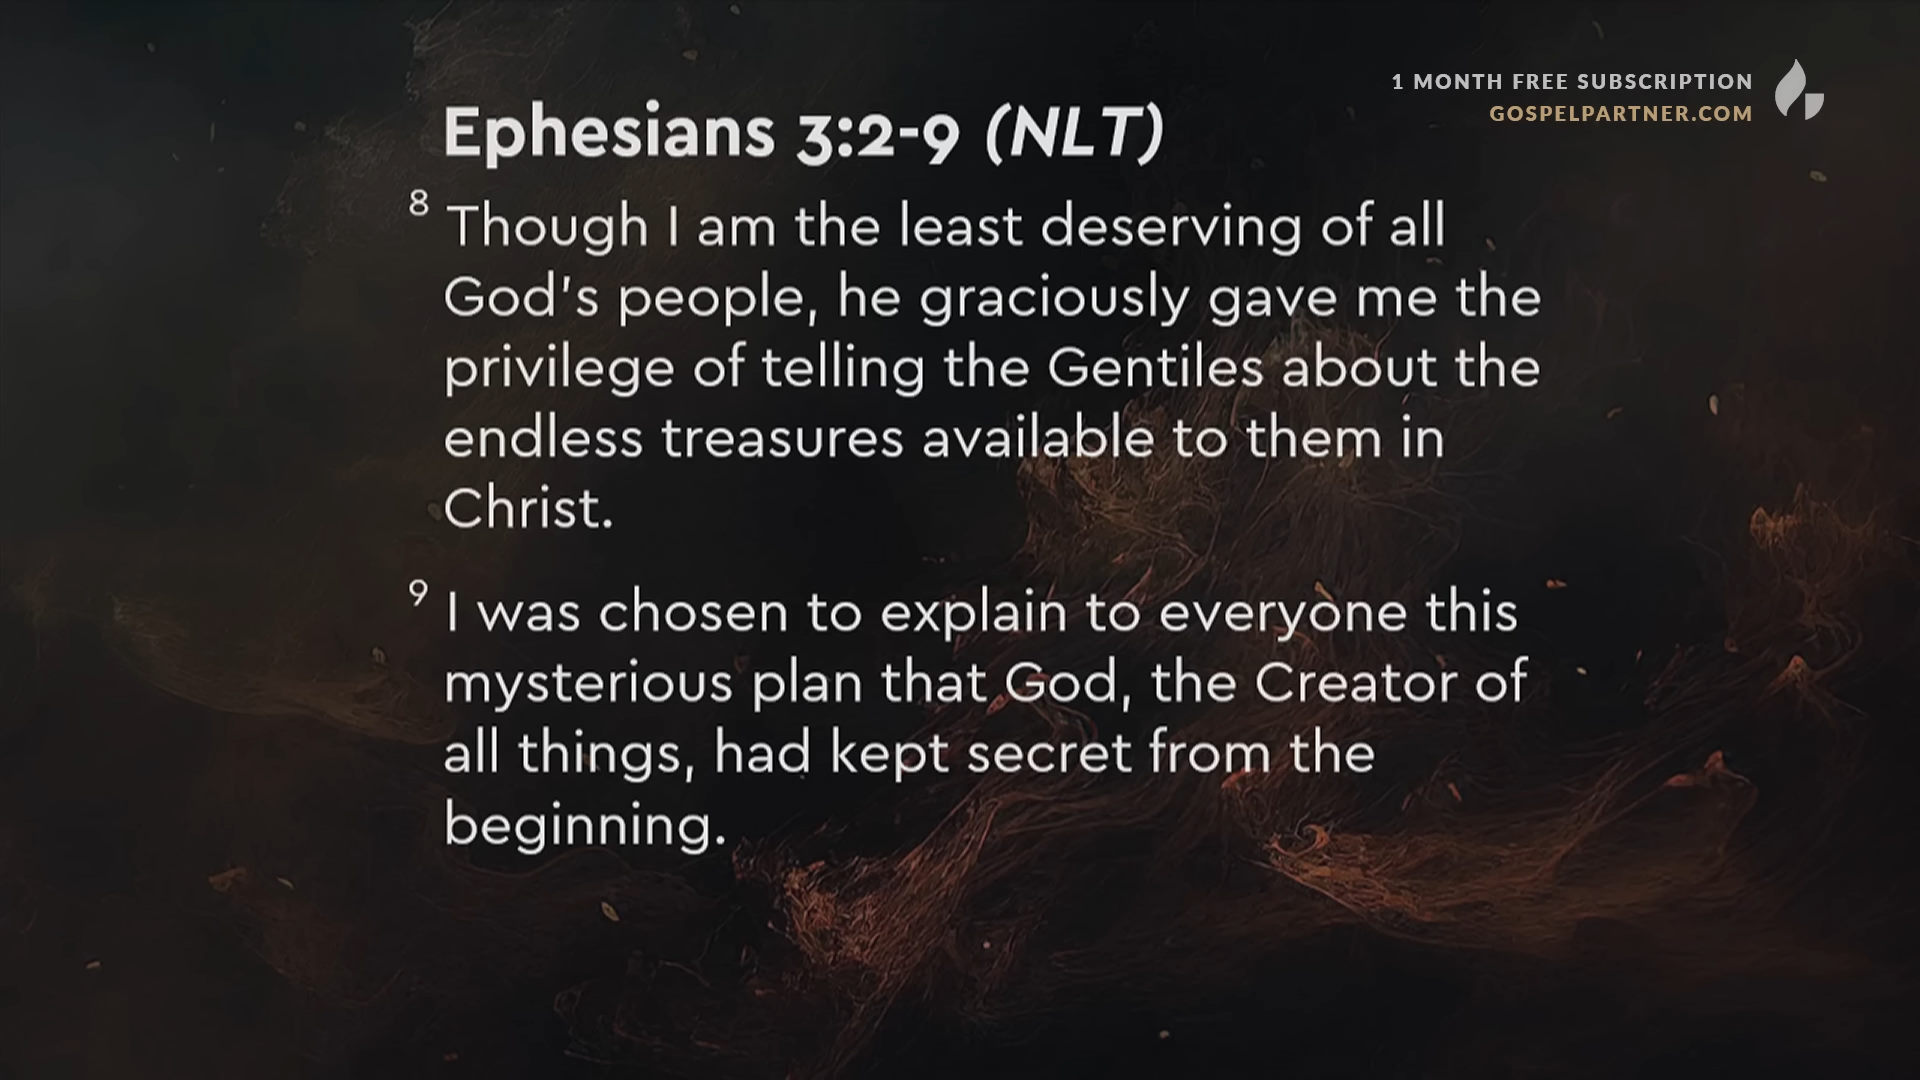 1 MONTH FREE SUBSCRIPTION
GOSPELPARTNER.COM
Ephesians 3:2-9 (NLT)
8 Though I am the least deserving of all
God's people, he graciously gave me the
privilege of telling the Gentiles about the
endless treasures available to them in
Christ.
9 I was chosen to explain to everyone this
mysterious plan that God, the Creator of
all things, had kept secret from the
beginning.